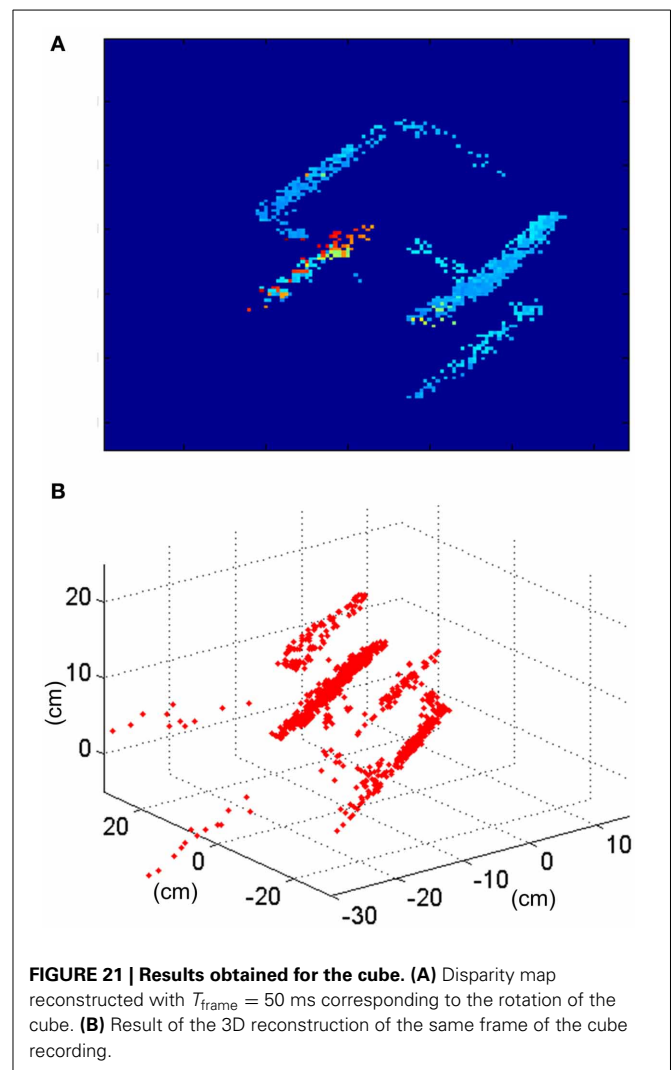 A
B
20
10
0
(cm)
20
0
-20
(cm)
-30
-20
-10
0
10
(cm)
FIGURE 21 | Results obtained for the cube. (A) Disparity map
reconstructed with Tframe = 50 ms corresponding to the rotation of the
cube. (B) Result of the 3D reconstruction of the same frame of the cube
recording.